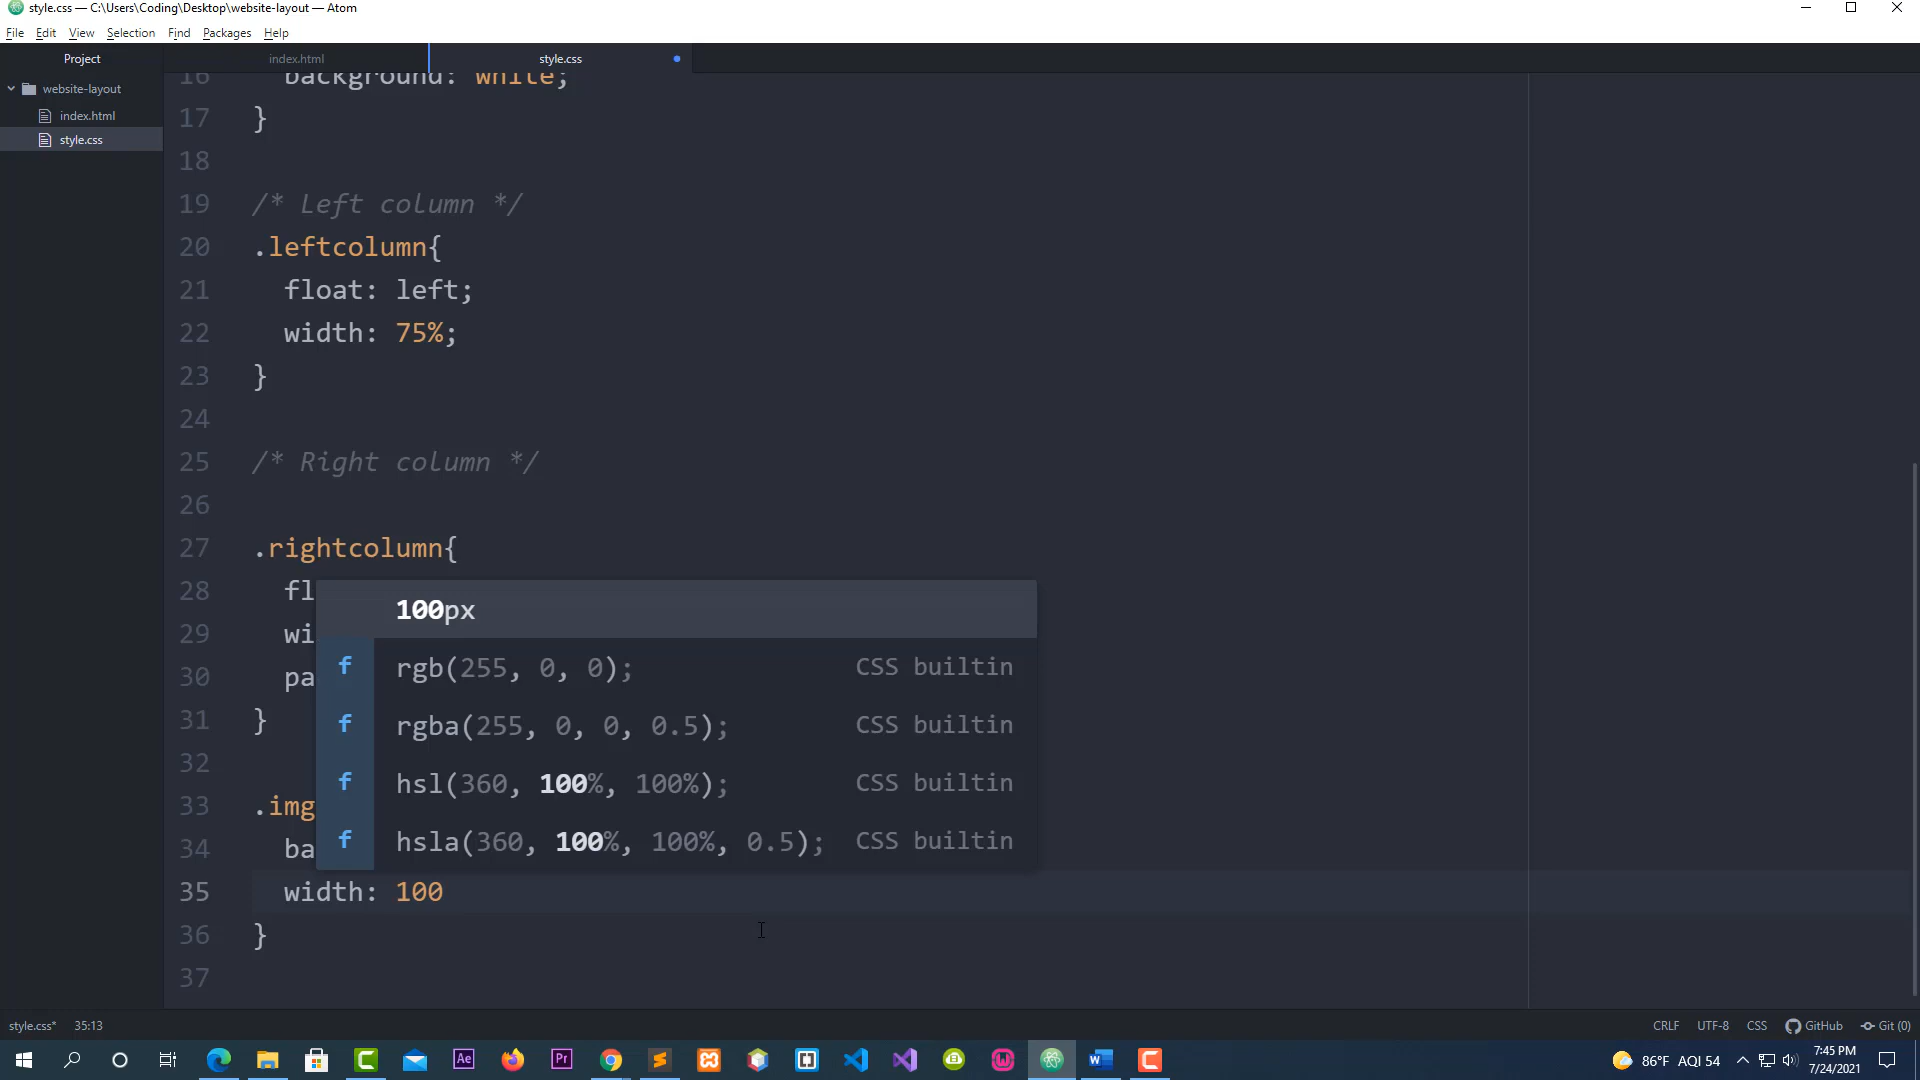 style.css — C:\Users\Coding\Desktop\website-layout — Atom
File Edit View Selection Find Packages Help
Project
index.html
style.css
website-layout
index.html
style.css
16 background: white;
17 }
18
19 /* Left column */
20 .leftcolumn{
21 float: left;
22 width: 75%;
23 }
24
25 /* Right column */
26
27 .rightcolumn{
28 fl
29 wi
30 pa
31 }
32
33 .img
34 ba
35 width: 100
36 }
37
100px
f rgb(255, 0, 0); CSS builtin
f rgba(255, 0, 0, 0.5); CSS builtin
f hsl(360, 100%, 100%); CSS builtin
f hsla(360, 100%, 100%, 0.5); CSS builtin
style.css* 35:13
CRLF UTF-8 CSS GitHub Git (0)
Ae
Pr
86°F AQI 54
7:45 PM
7/24/2021